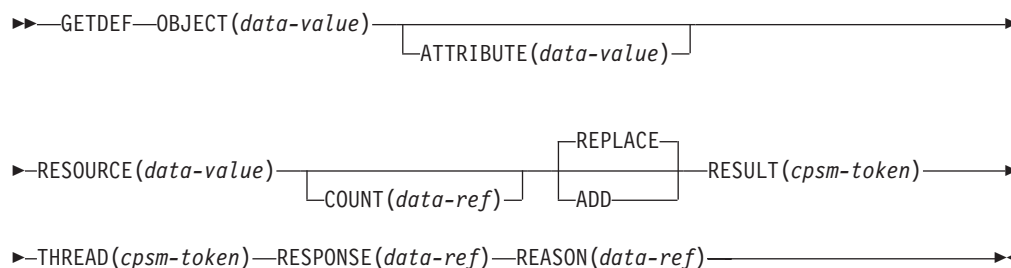 GETDEF OBJECT(data-value)
ATTRIBUTE(data-value)
REPLACE
RESOURCE(data-value) RESULT(cpsm-token)
COUNT(data-ref) ADD
THREAD(cpsm-token) RESPONSE(data-ref) REASON(data-ref)